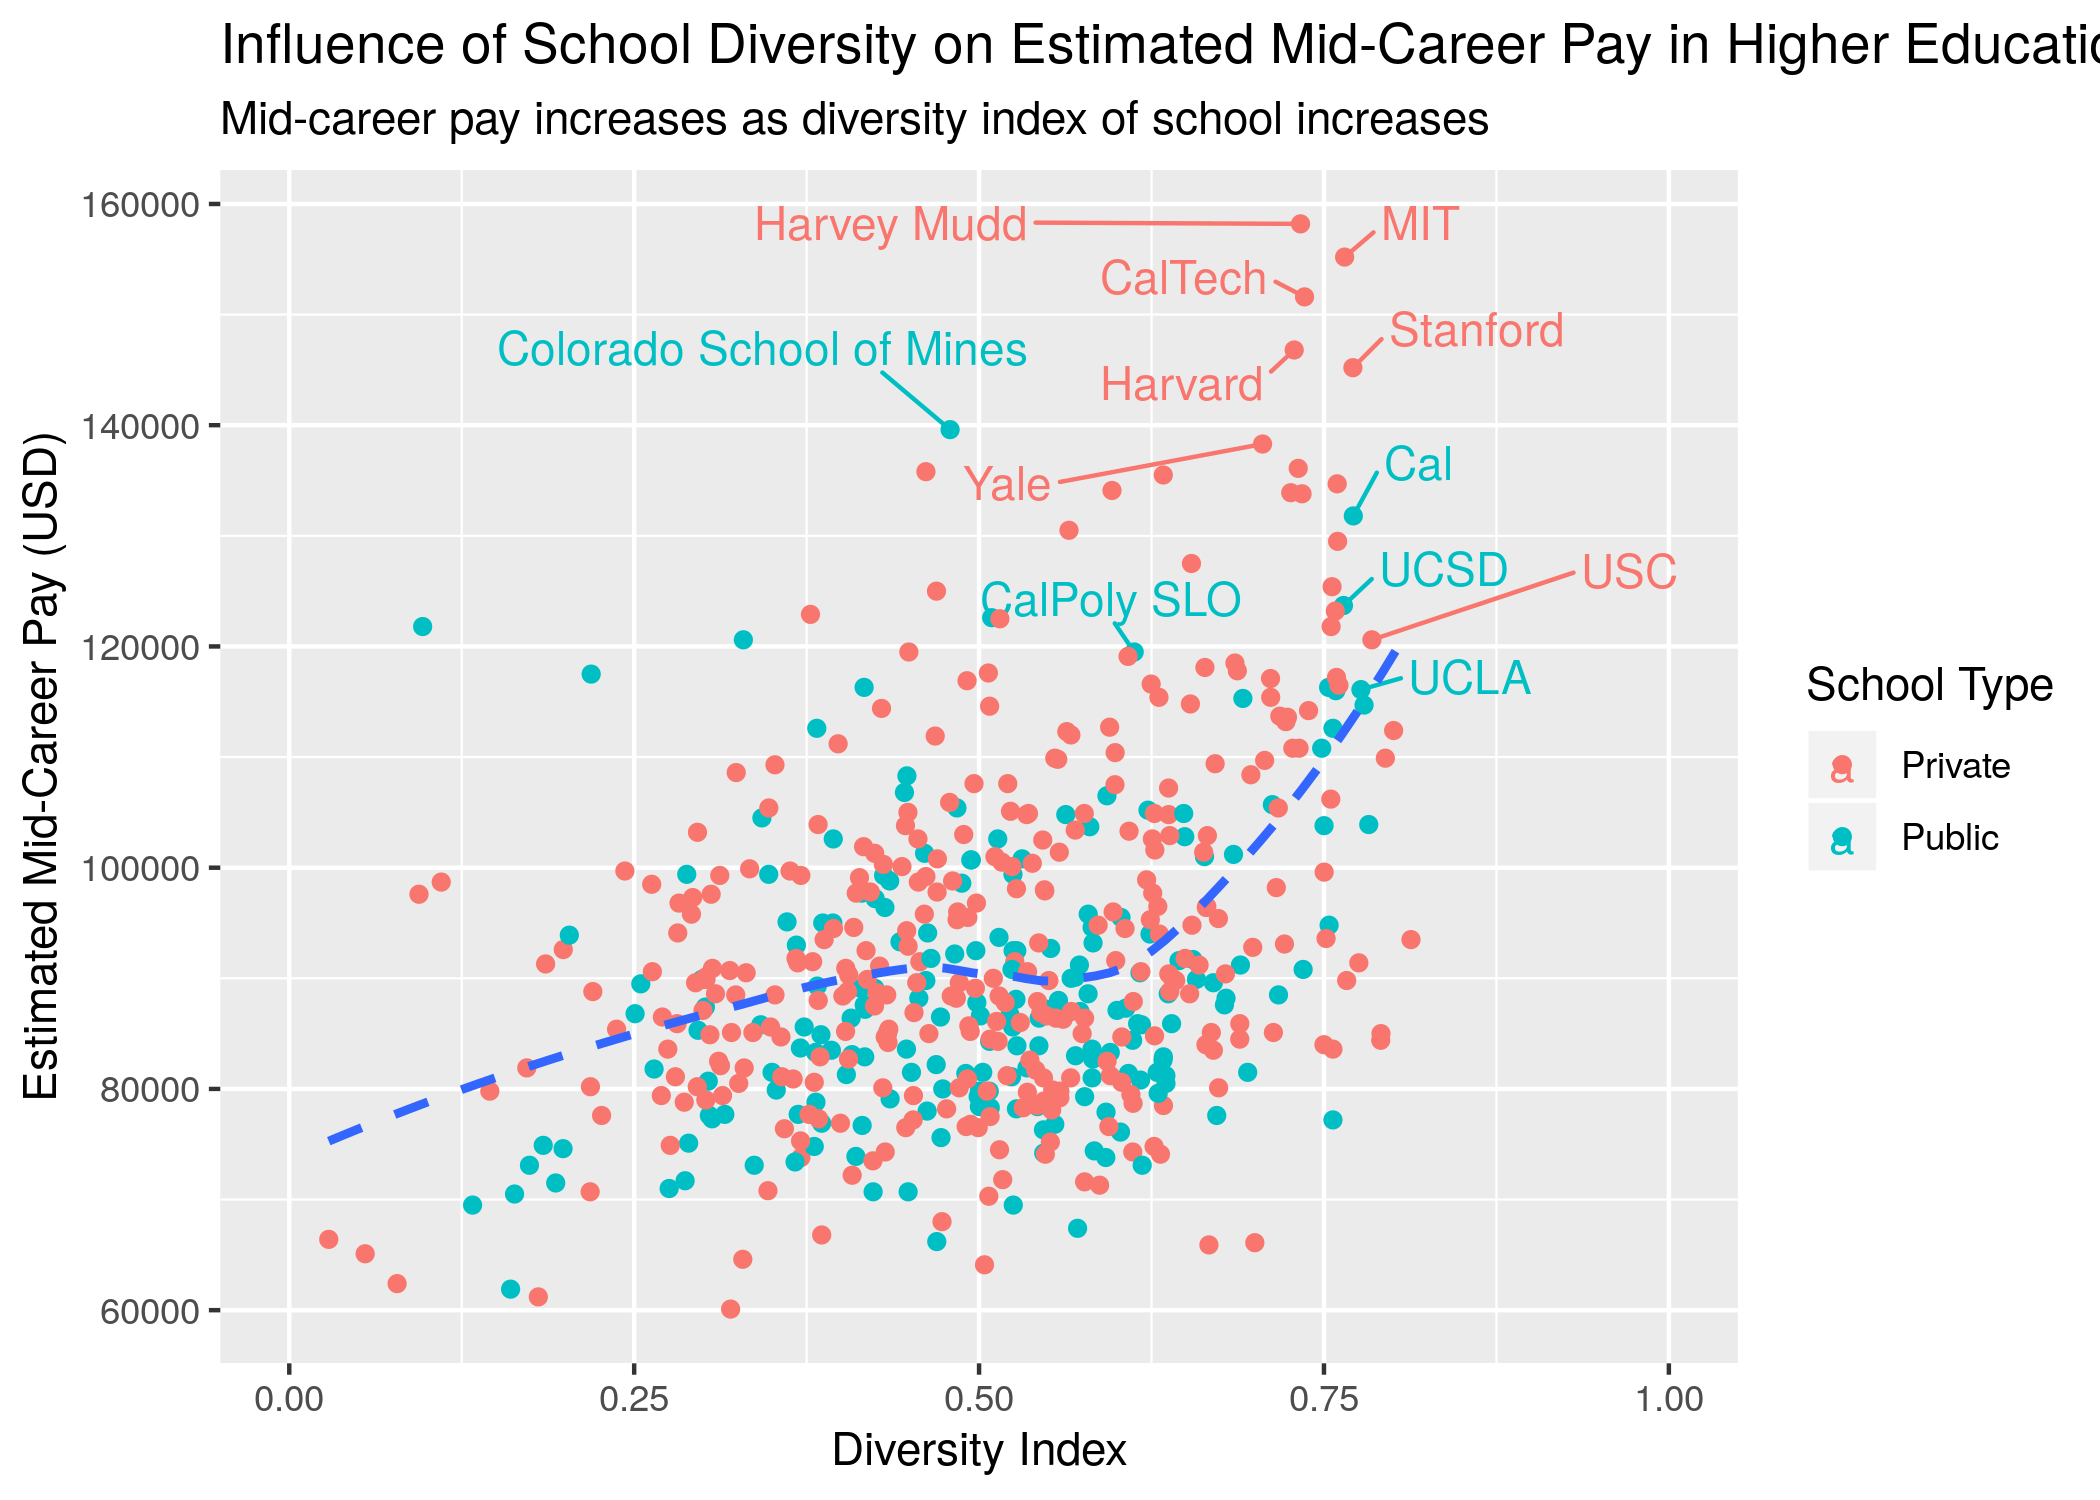 Influence of School Diversity on Estimated Mid-Career Pay in Higher Educatio
Mid-career pay increases as diversity index of school increases
Estimated Mid-Career Pay (USD)
160000
140000
120000
100000
80000
60000
Harvey Mudd
MIT
CalTech
Stanford
Colorado School of Mines
Harvard
Cal
Yale
UCSD
USC
CalPoly SLO
UCLA
School Type
a Private
a Public
0.00 0.25 0.50 0.75 1.00
Diversity Index